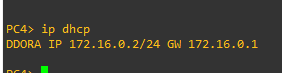 PC4> ip dhcp
DDORA IP 172.16.0.2/24 GW 172.16.0.1
PC4>